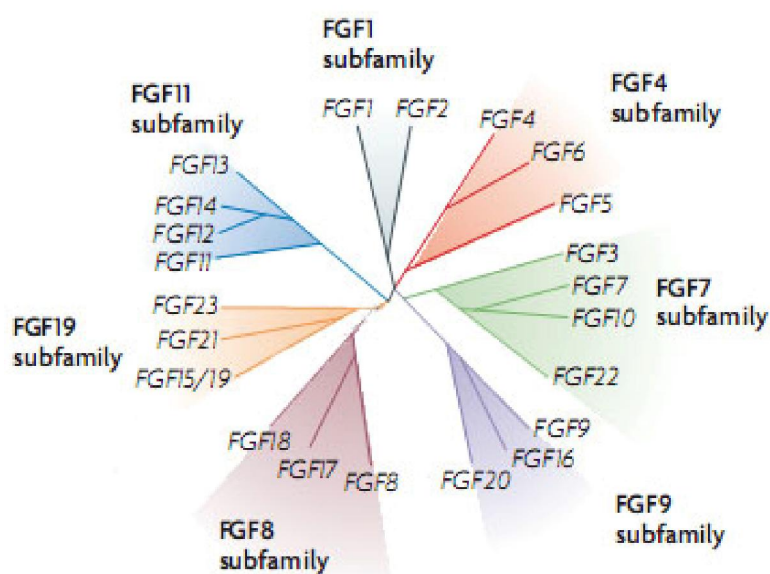 FGF1
subfamily
FGF1
FGF2
FGF4
subfamily
FGF4
FGF6
FGF5
FGF11
subfamily
FGF13
FGF14
FGF12
FGF11
FGF3
FGF7
FGF10
FGF22
FGF7
subfamily
FGF19
subfamily
FGF23
FGF21
FGF15/19
FGF18
FGF17
FGF8
FGF8
subfamily
FGF9
FGF16
FGF20
FGF9
subfamily